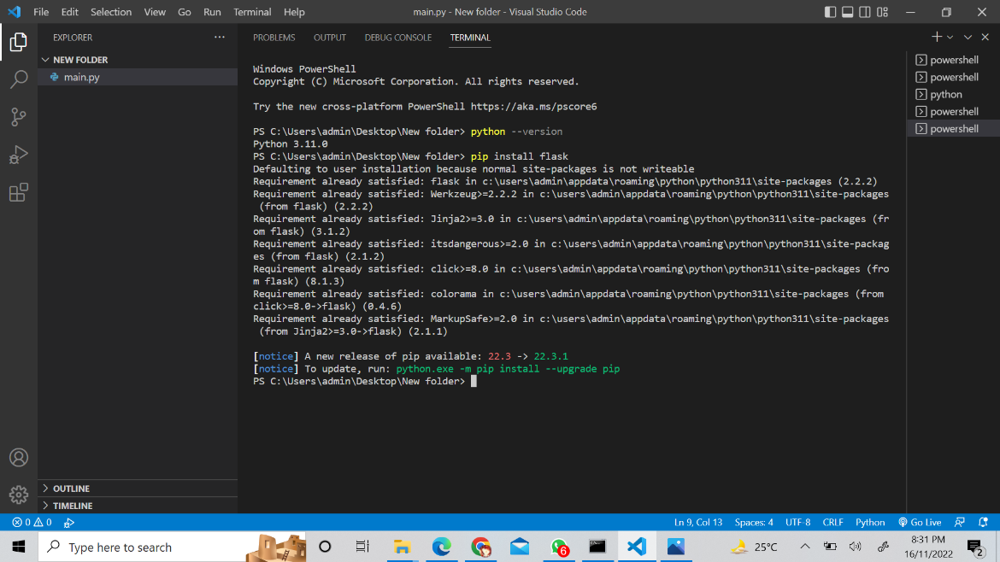 File Edit Selection View Go Run Terminal Help
main.py - New folder - Visual Studio Code
EXPLORER
NEW FOLDER
main.py
OUTLINE
TIMELINE
PROBLEMS OUTPUT DEBUG CONSOLE TERMINAL
Windows PowerShell
Copyright (C) Microsoft Corporation. All rights reserved.
Try the new cross-platform PowerShell https://aka.ms/pscore6
PS C:\Users\admin\Desktop\New folder> python --version
Python 3.11.0
PS C:\Users\admin\Desktop\New folder> pip install flask
Defaulting to user installation because normal site-packages is not writeable
Requirement already satisfied: flask in c:\users\admin\appdata\roaming\python\python311\site-packages (2.2.2)
Requirement already satisfied: Werkzeug>=2.2.2 in c:\users\admin\appdata\roaming\python\python311\site-packages
(from flask) (2.2.2)
Requirement already satisfied: Jinja2>=3.0 in c:\users\admin\appdata\roaming\python\python311\site-packages (fr
om flask) (3.1.2)
Requirement already satisfied: itsdangerous>=2.0 in c:\users\admin\appdata\roaming\python\python311\site-packag
es (from flask) (2.1.2)
Requirement already satisfied: click>=8.0 in c:\users\admin\appdata\roaming\python\python311\site-packages (fro
m flask) (8.1.3)
Requirement already satisfied: colorama in c:\users\admin\appdata\roaming\python\python311\site-packages (from
click>=8.0->flask) (0.4.6)
Requirement already satisfied: MarkupSafe>=2.0 in c:\users\admin\appdata\roaming\python\python311\site-packages
(from Jinja2>=3.0->flask) (2.1.1)
[notice] A new release of pip available: 22.3 -> 22.3.1
[notice] To update, run: python.exe -m pip install --upgrade pip
PS C:\Users\admin\Desktop\New folder>
powershell
powershell
python
powershell
powershell
0 0
Ln 9, Col 13 Spaces: 4 UTF-8 CRLF Python Go Live
Type here to search
6
25°C
8:31 PM
16/11/2022
2